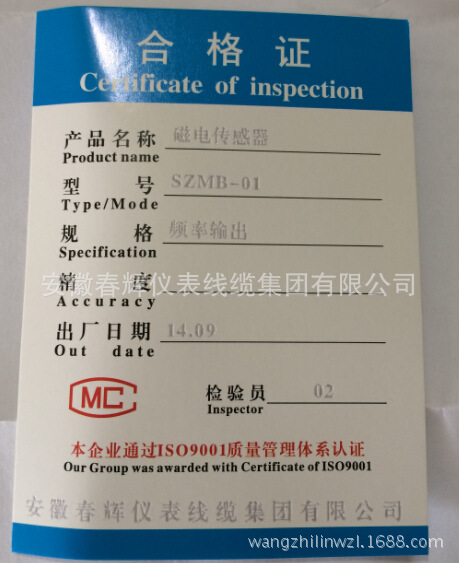 合格证
Certificate of inspection
产品名称 磁电传感器
Product name
型 号 SZMB-01
Type/Mode
规 格 频率输出
Specification
安徽春辉仪表线缆集团有限公司
精 度
Accuracy
出厂日期 14.09
Out date
MC 检验员 02
Inspector
本企业通过ISO9001质量管理体系认证
Our Group was awarded with Certificate of ISO9001
安徽春辉仪表线缆集团有限公司
wangzhilinwzl.1688.com